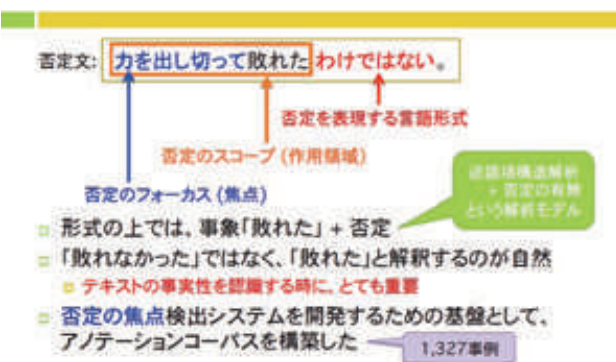 否定文: 力を出し切って敗れた わけではない。
否定を表現する言語形式
否定のスコープ (作用領域)
否定のフォーカス (焦点)
述語項構造解析
+ 否定の有無
という解析モデル
形式の上では、事象「敗れた」+ 否定
「敗れなかった」ではなく、「敗れた」と解釈するのが自然
テキストの事実性を認識する時に、とても重要
否定の焦点検出システムを開発するための基盤として、
アノテーションコーパスを構築した
1,327事例